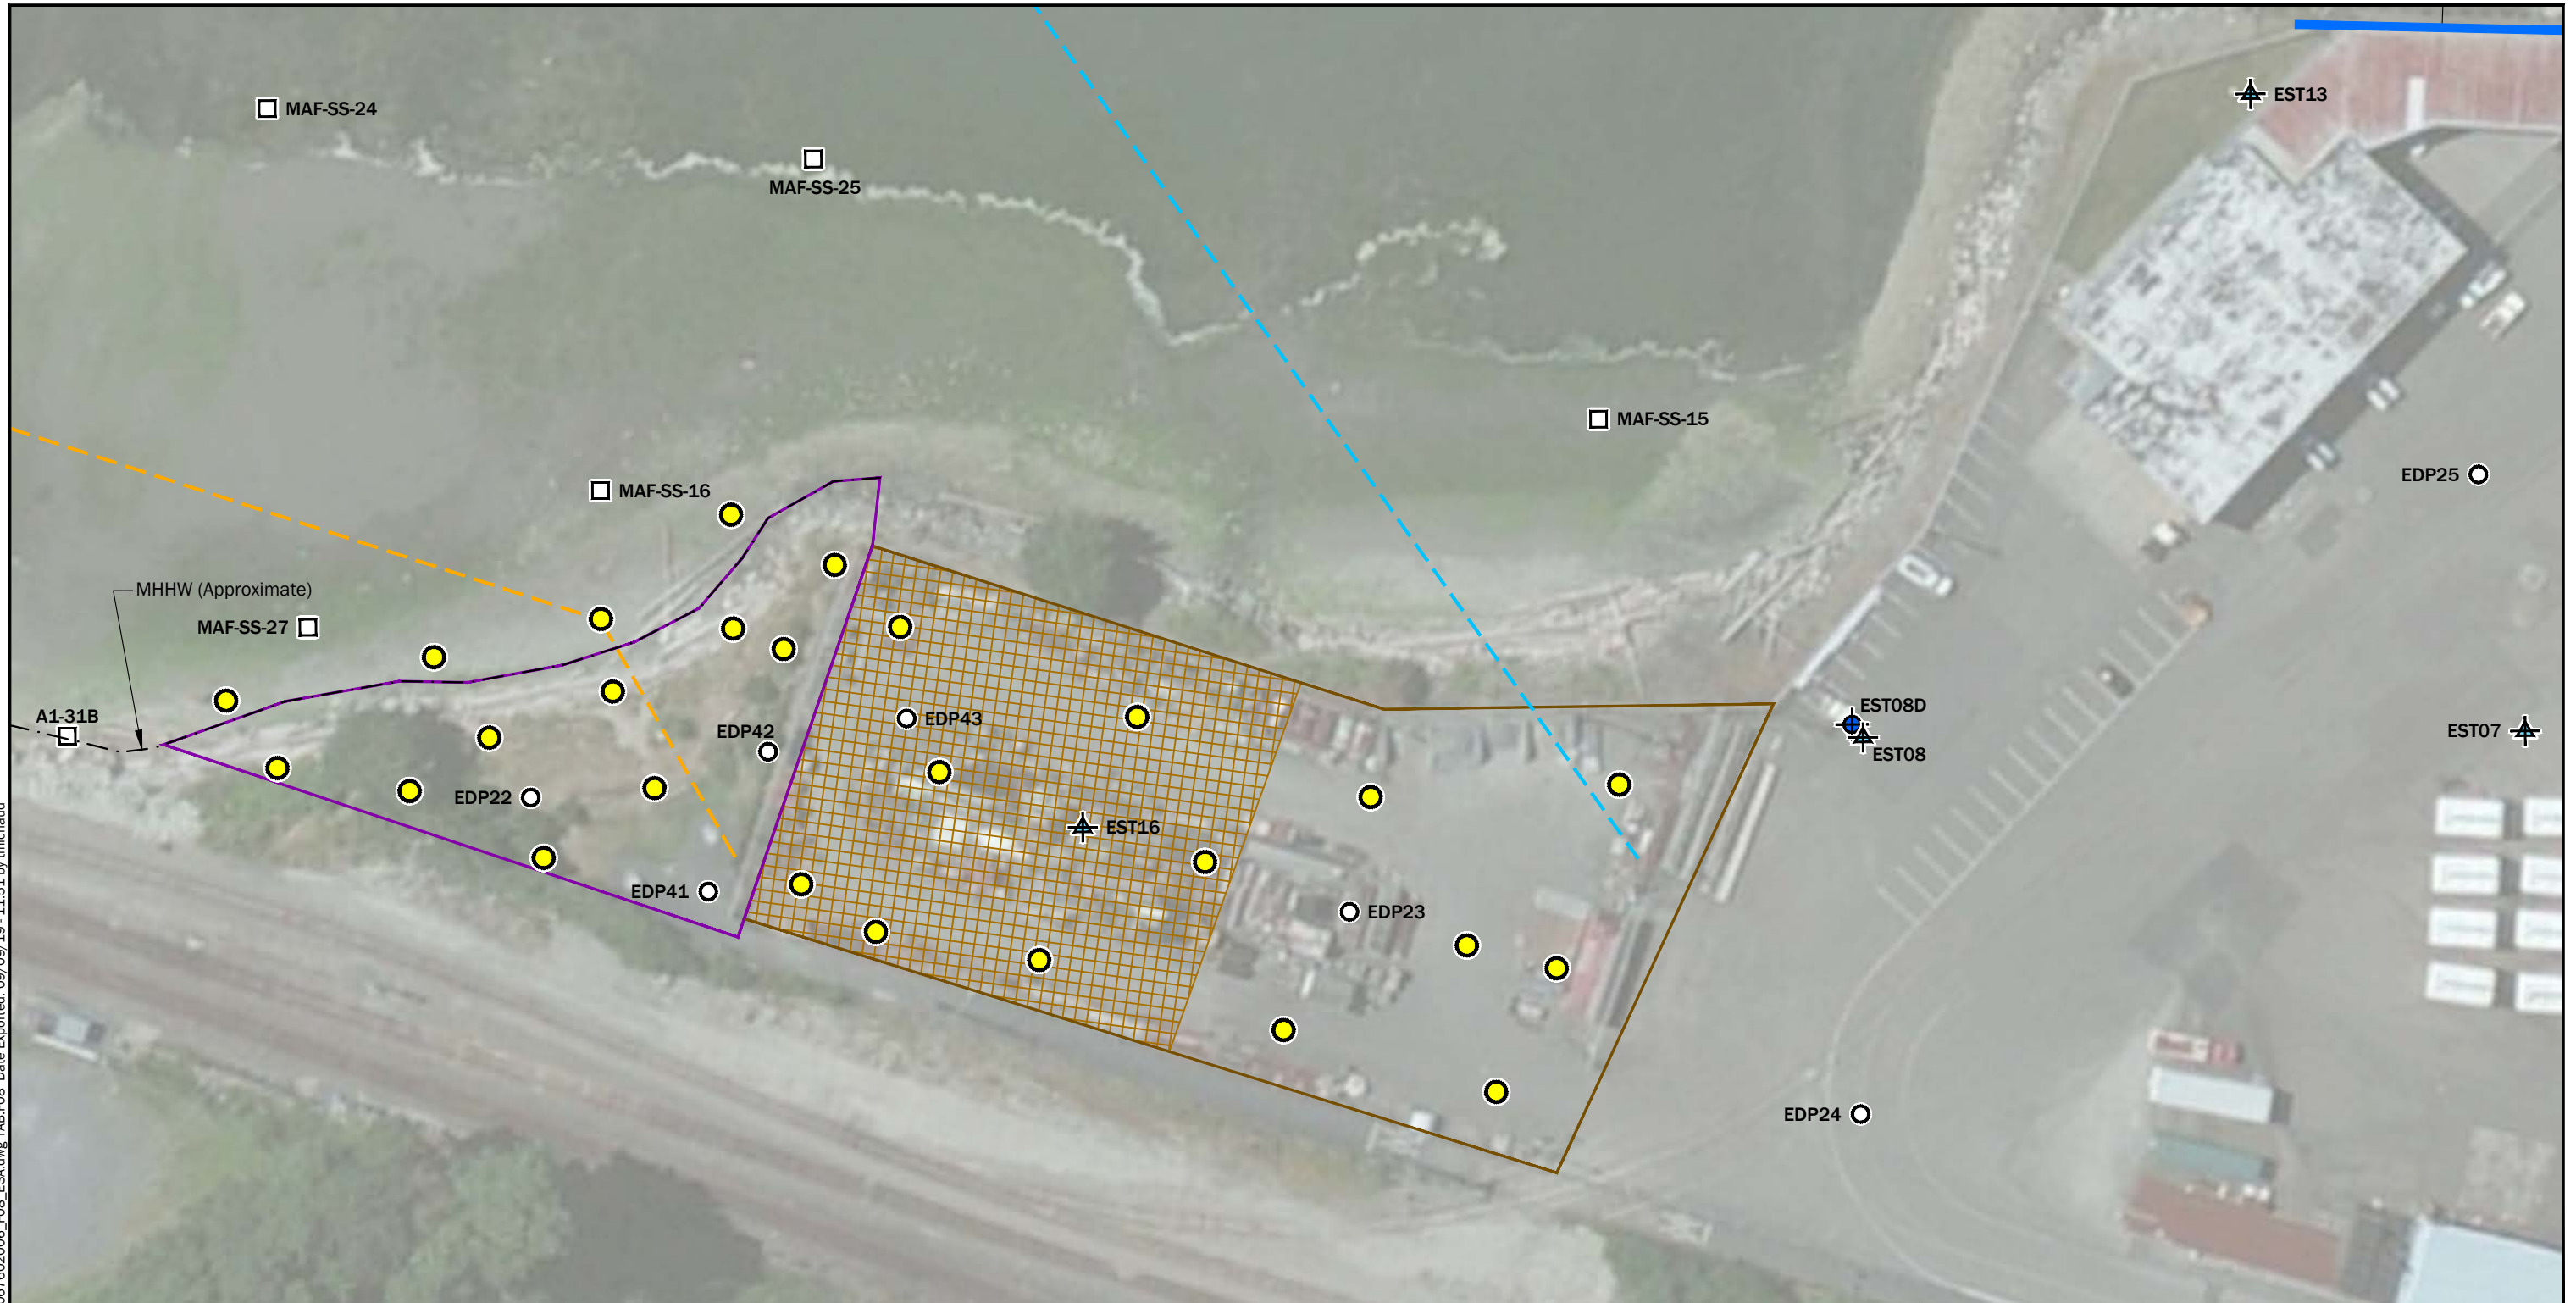 EST13
MAF-SS-24
MAF-SS-25
MAF-SS-15
EDP25
MAF-SS-16
MHHW (Approximate)
MAF-SS-27
EST08D
A1-31B
EDP43
EDP42
EST07
EST08
EDP22
EST16
EDP41
EDP23
EDP24